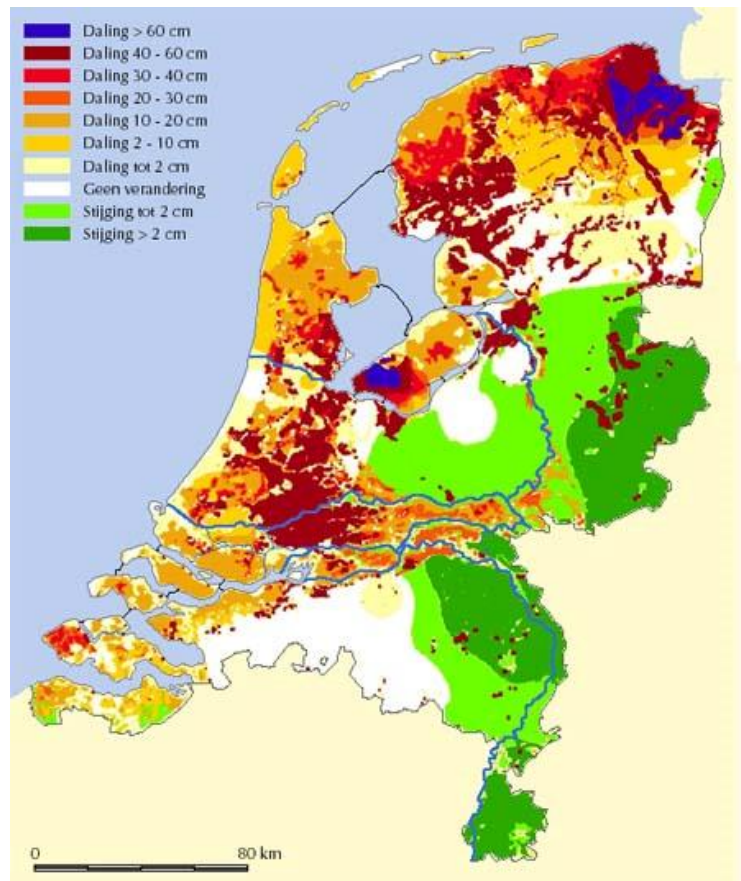 Daling > 60 cm
Daling 40 - 60 cm
Daling 30 - 40 cm
Daling 20 - 30 cm
Daling 10 - 20 cm
Daling 2 - 10 cm
Daling tot 2 cm
Geen verandering
Stijging tot 2 cm
Stijging > 2 cm
0 80 km